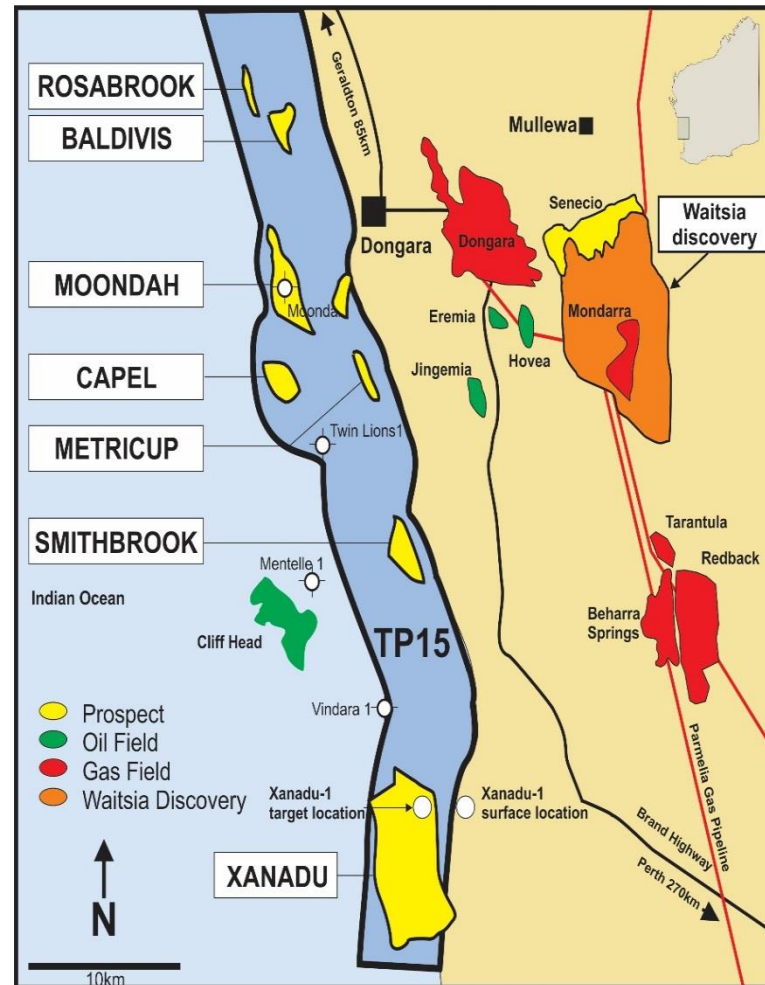 ROSABROOK
BALDIVIS
MOONDAH
CAPEL
METRICUP
SMITHBROOK
XANADU
Geraldton 85km
Mullewa
Dongara
Dongara
Senecio
Waitsia
discovery
Moondah
Eremia
Hovea
Mondarra
Jingemia
Twin Lions1
Tarantula
Redback
Beharra
Springs
Mentelle 1
Indian Ocean
Cliff Head
TP15
Vindara 1
Prospect
Oil Field
Gas Field
Waitsia Discovery
Xanadu-1
target location
Xanadu-1
surface location
Parmelia Gas Pipeline
Brand Highway
Perth 270km
N
10km